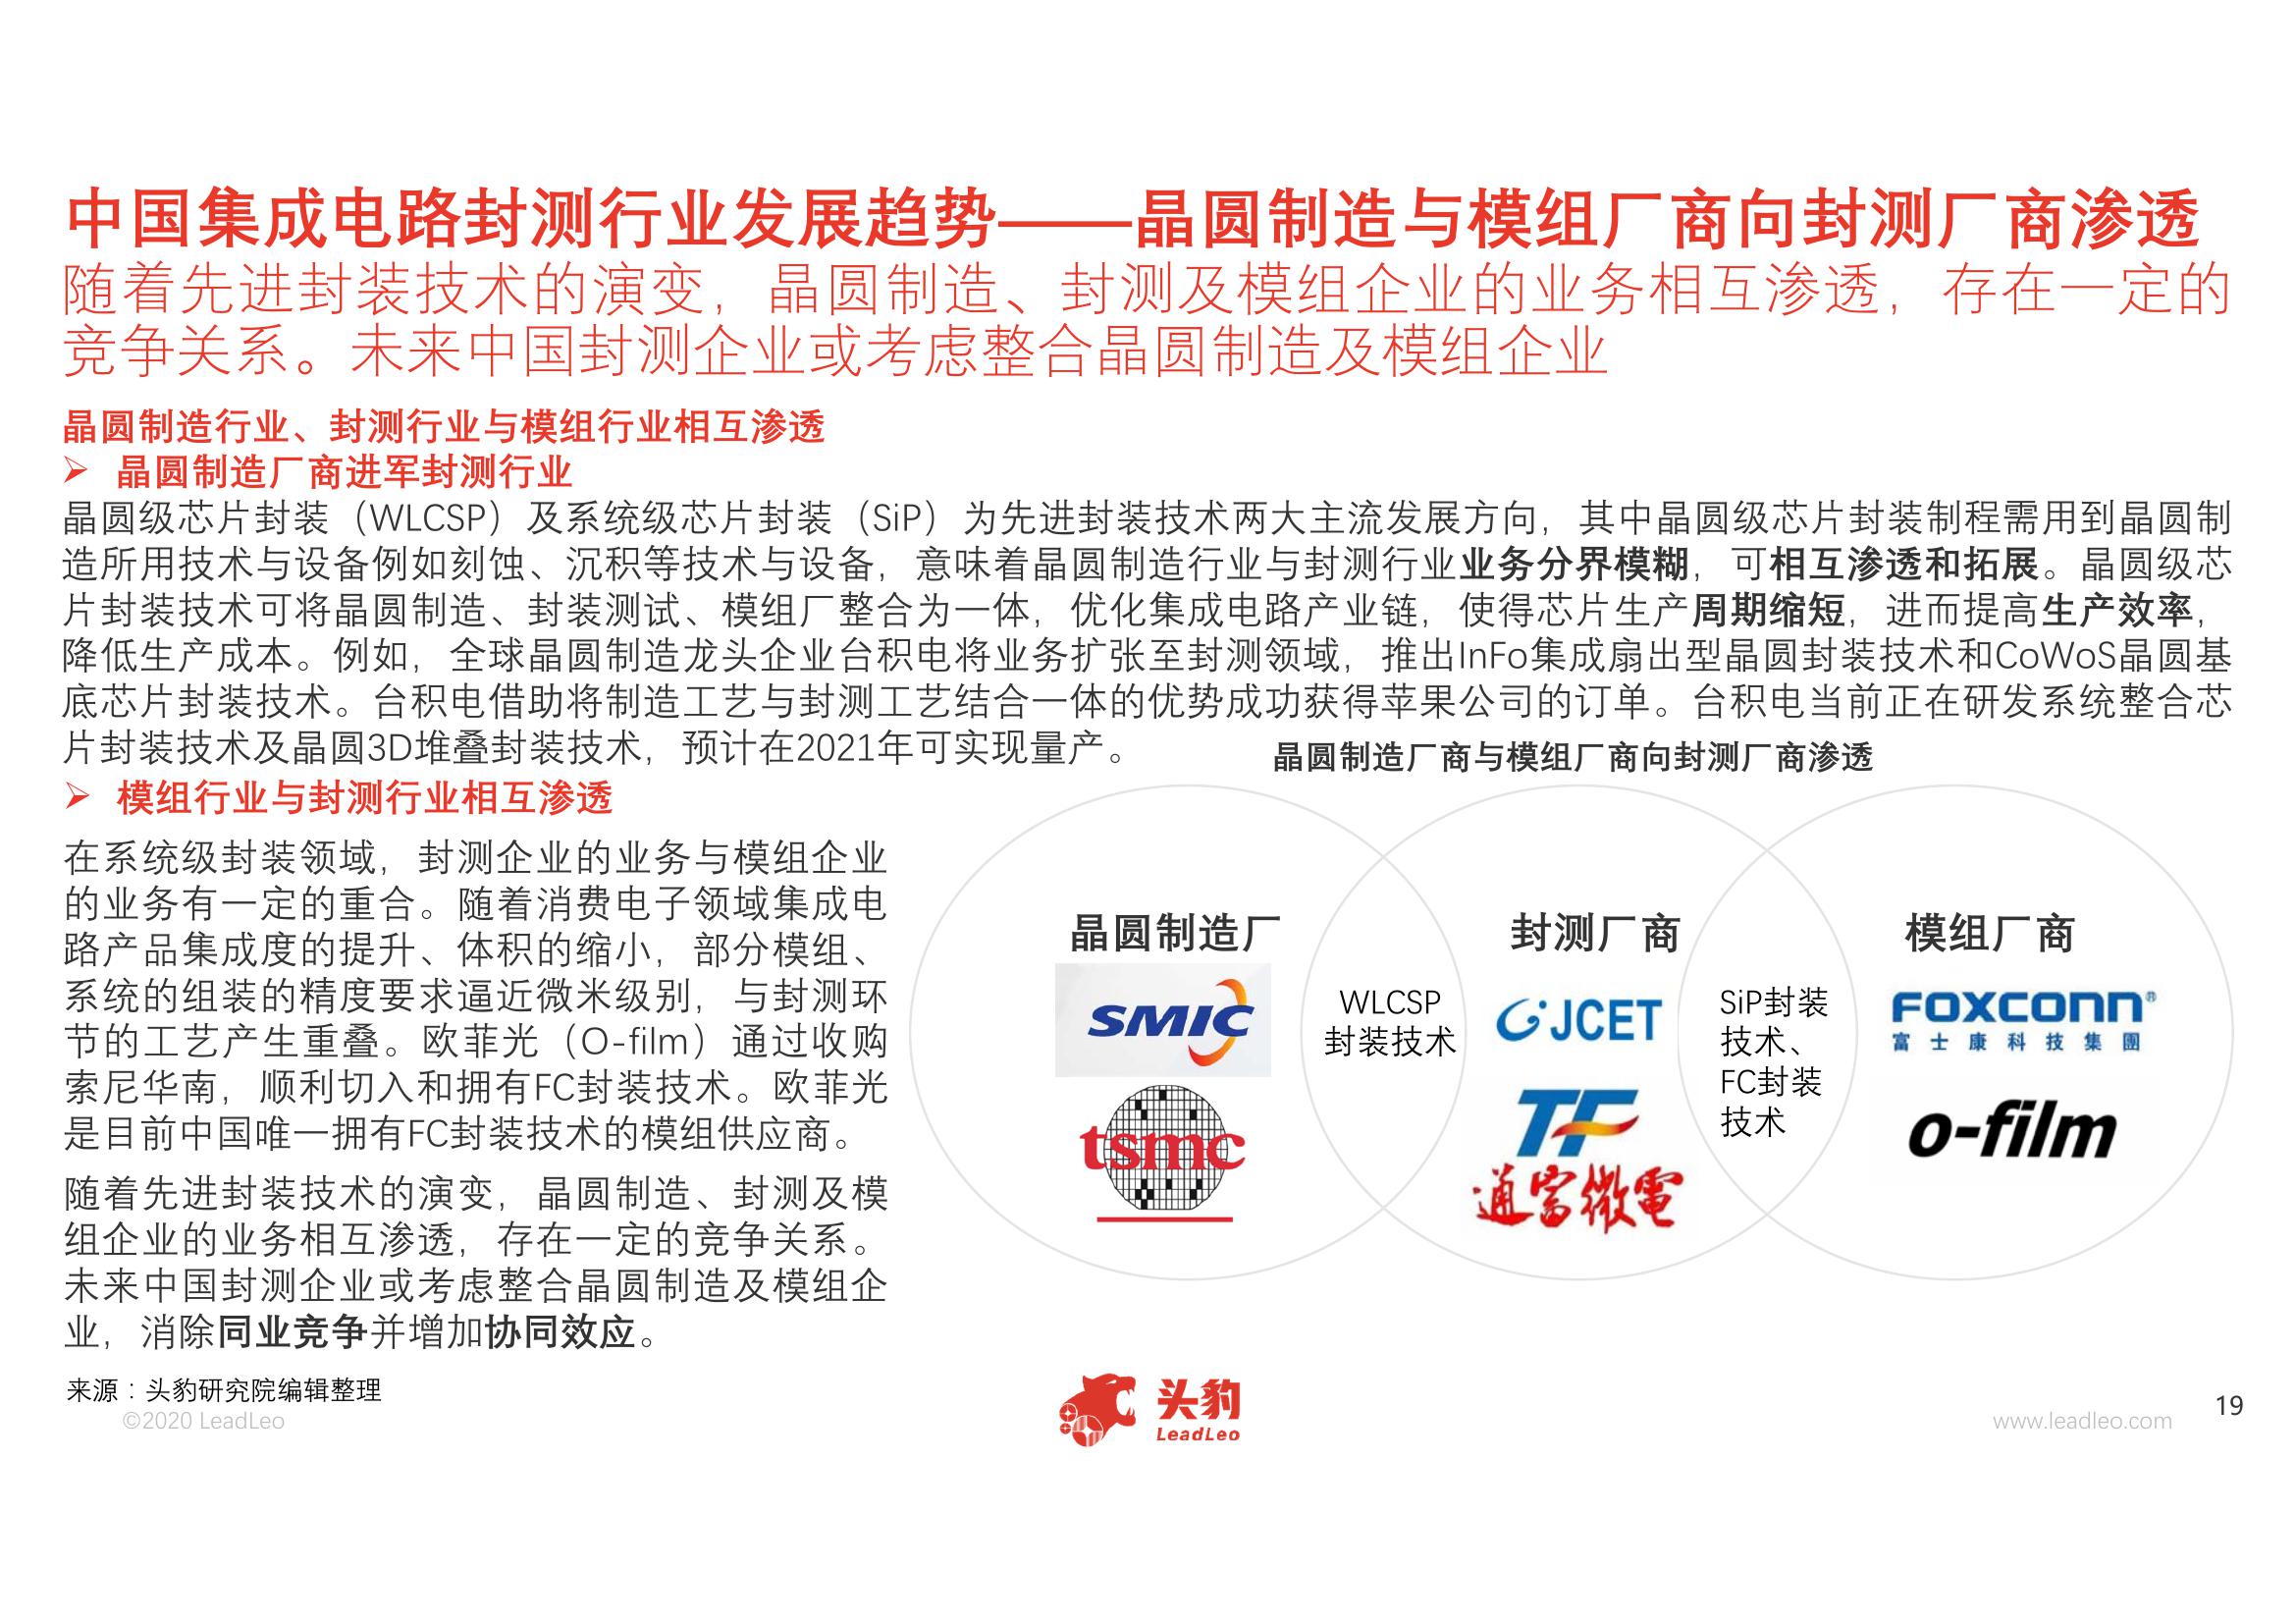 中国集成电路封测行业发展趋势——晶圆制造与模组厂商向封测厂商渗透
随着先进封装技术的演变，晶圆制造、封测及模组企业的业务相互渗透，存在一定的
竞争关系。未来中国封测企业或考虑整合晶圆制造及模组企业
晶圆制造行业、封测行业与模组行业相互渗透
➢ 晶圆制造厂商进军封测行业
晶圆级芯片封装（WLCSP）及系统级芯片封装（SiP）为先进封装技术两大主流发展方向，其中晶圆级芯片封装制程需用到晶圆制
造所用技术与设备例如刻蚀、沉积等技术与设备，意味着晶圆制造行业与封测行业业务分界模糊，可相互渗透和拓展。晶圆级芯
片封装技术可将晶圆制造、封装测试、模组厂整合为一体，优化集成电路产业链，使得芯片生产周期缩短，进而提高生产效率，
降低生产成本。例如，全球晶圆制造龙头企业台积电将业务扩张至封测领域，推出InFo集成扇出型晶圆封装技术和CoWoS晶圆基
底芯片封装技术。台积电借助将制造工艺与封测工艺结合一体的优势成功获得苹果公司的订单。台积电当前正在研发系统整合芯
片封装技术及晶圆3D堆叠封装技术，预计在2021年可实现量产。
➢ 模组行业与封测行业相互渗透
在系统级封装领域，封测企业的业务与模组企业
的业务有一定的重合。随着消费电子领域集成电
路产品集成度的提升、体积的缩小，部分模组、
系统的组装的精度要求逼近微米级别，与封测环
节的工艺产生重叠。欧菲光（O-film）通过收购
索尼华南，顺利切入和拥有FC封装技术。欧菲光
是目前中国唯一拥有FC封装技术的模组供应商。
随着先进封装技术的演变，晶圆制造、封测及模
组企业的业务相互渗透，存在一定的竞争关系。
未来中国封测企业或考虑整合晶圆制造及模组企
业，消除同业竞争并增加协同效应。
晶圆制造厂商与模组厂商向封测厂商渗透
晶圆制造厂
SMIC
tsmc
WLCSP
封装技术
封测厂商
JCET
TF
通富微電
SiP封装
技术、
FC封装
技术
模组厂商
FOXCONN®
富士康科技集團
o-film
来源：头豹研究院编辑整理
©2020 LeadLeo
头豹
LeadLeo
www.leadleo.com
19